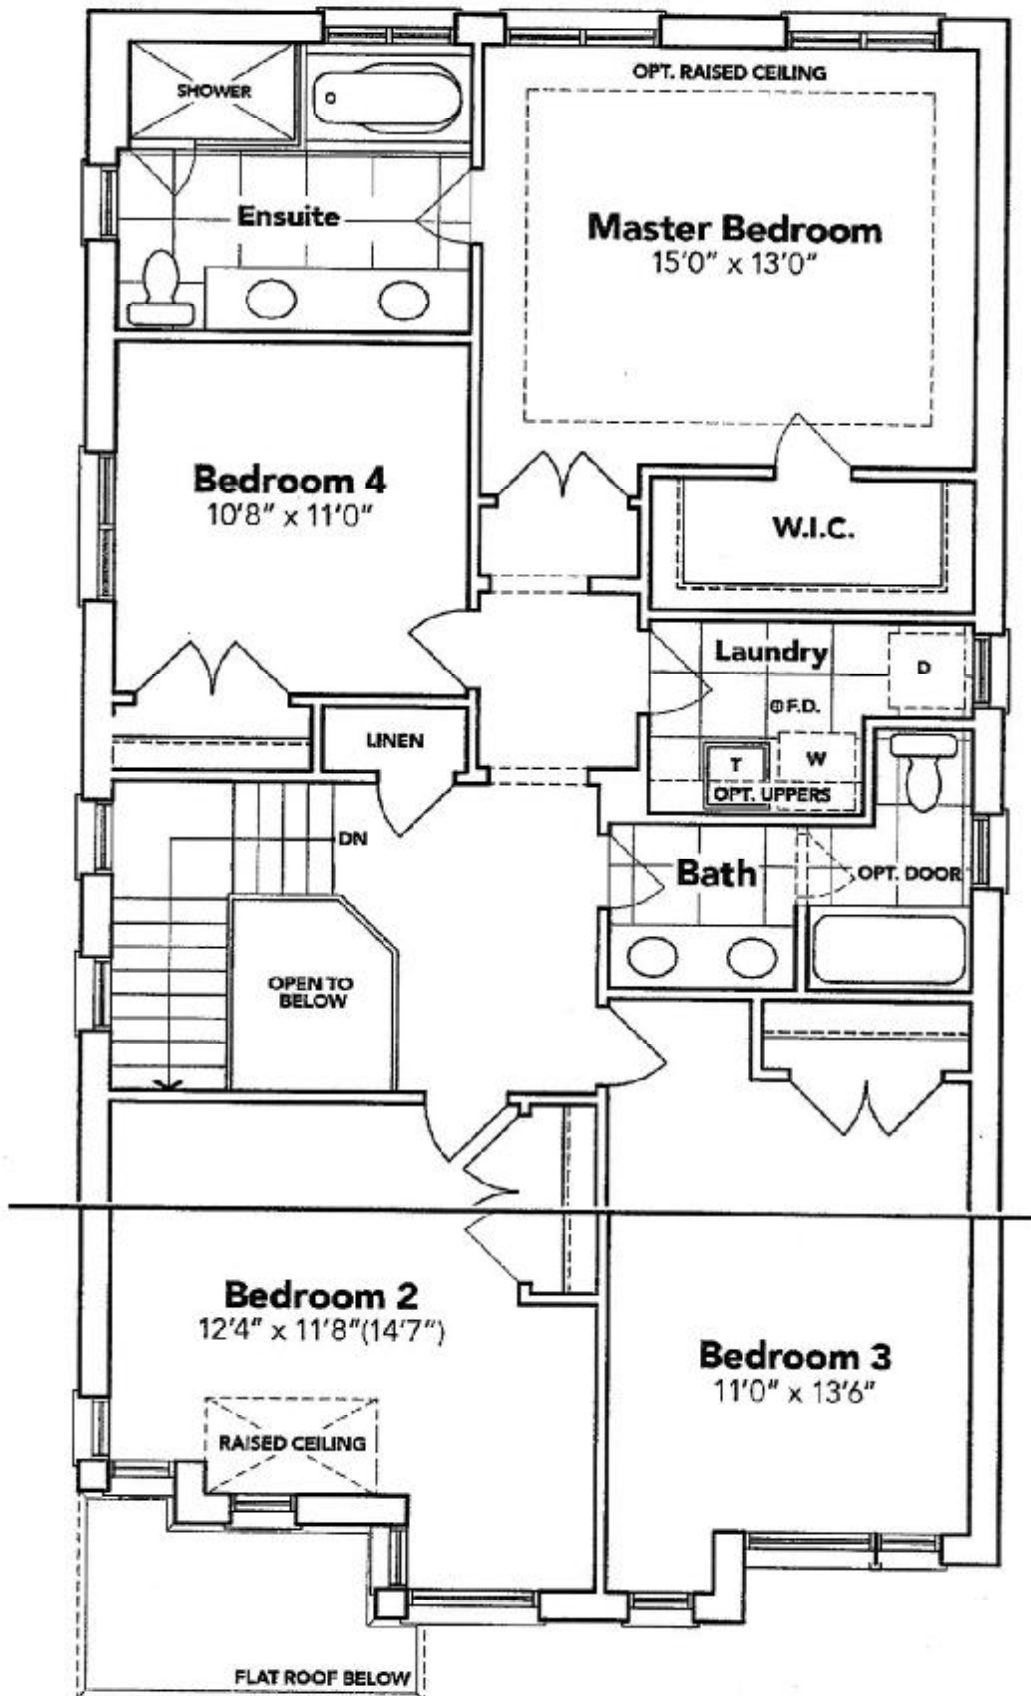 OPT. RAISED CEILING
SHOWER
Ensuite
Master Bedroom
15'0" x 13'0"
Bedroom 4
10'8" x 11'0"
W.I.C.
Laundry
D
⊕F.D.
LINEN
T
W
OPT. UPPERS
DN
Bath
OPT. DOOR
OPEN TO
BELOW
Bedroom 2
12'4" x 11'8"(14'7")
Bedroom 3
11'0" x 13'6"
RAISED CEILING
FLAT ROOF BELOW